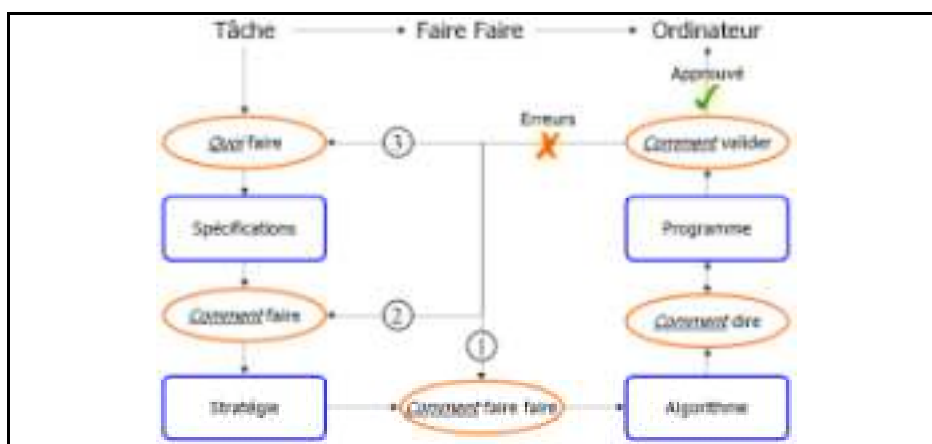 Tâche Faire Faire Ordinateur
Approuvé
Erreurs
Quoi faire ③ Comment valider
Spécifications Programme
Comment faire ② Comment dire
①
Stratégie Comment faire faire Algorithme